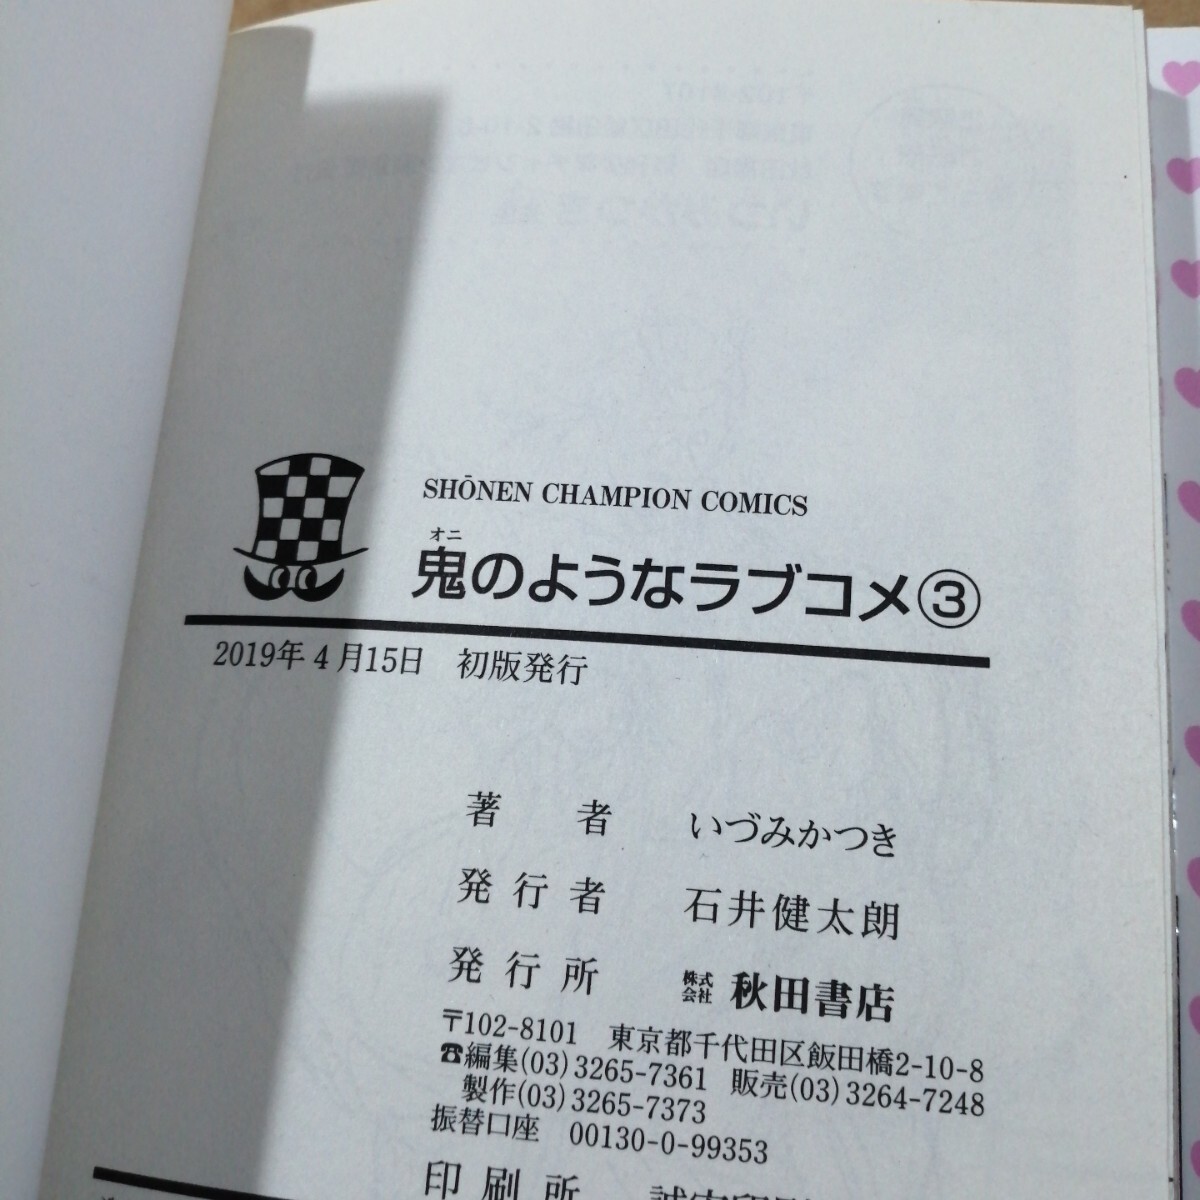 SHŌNEN CHAMPION COMICS
オニ
鬼のようなラブコメ③
2019年4月15日 初版発行
著者 いづみかつき
発行者 石井健太朗
発行所 株式会社 秋田書店
〒102-8101 東京都千代田区飯田橋2-10-8
☎編集(03)3265-7361 販売(03)3264-7248
製作(03)3265-7373
振替口座 00130-0-99353
印刷所